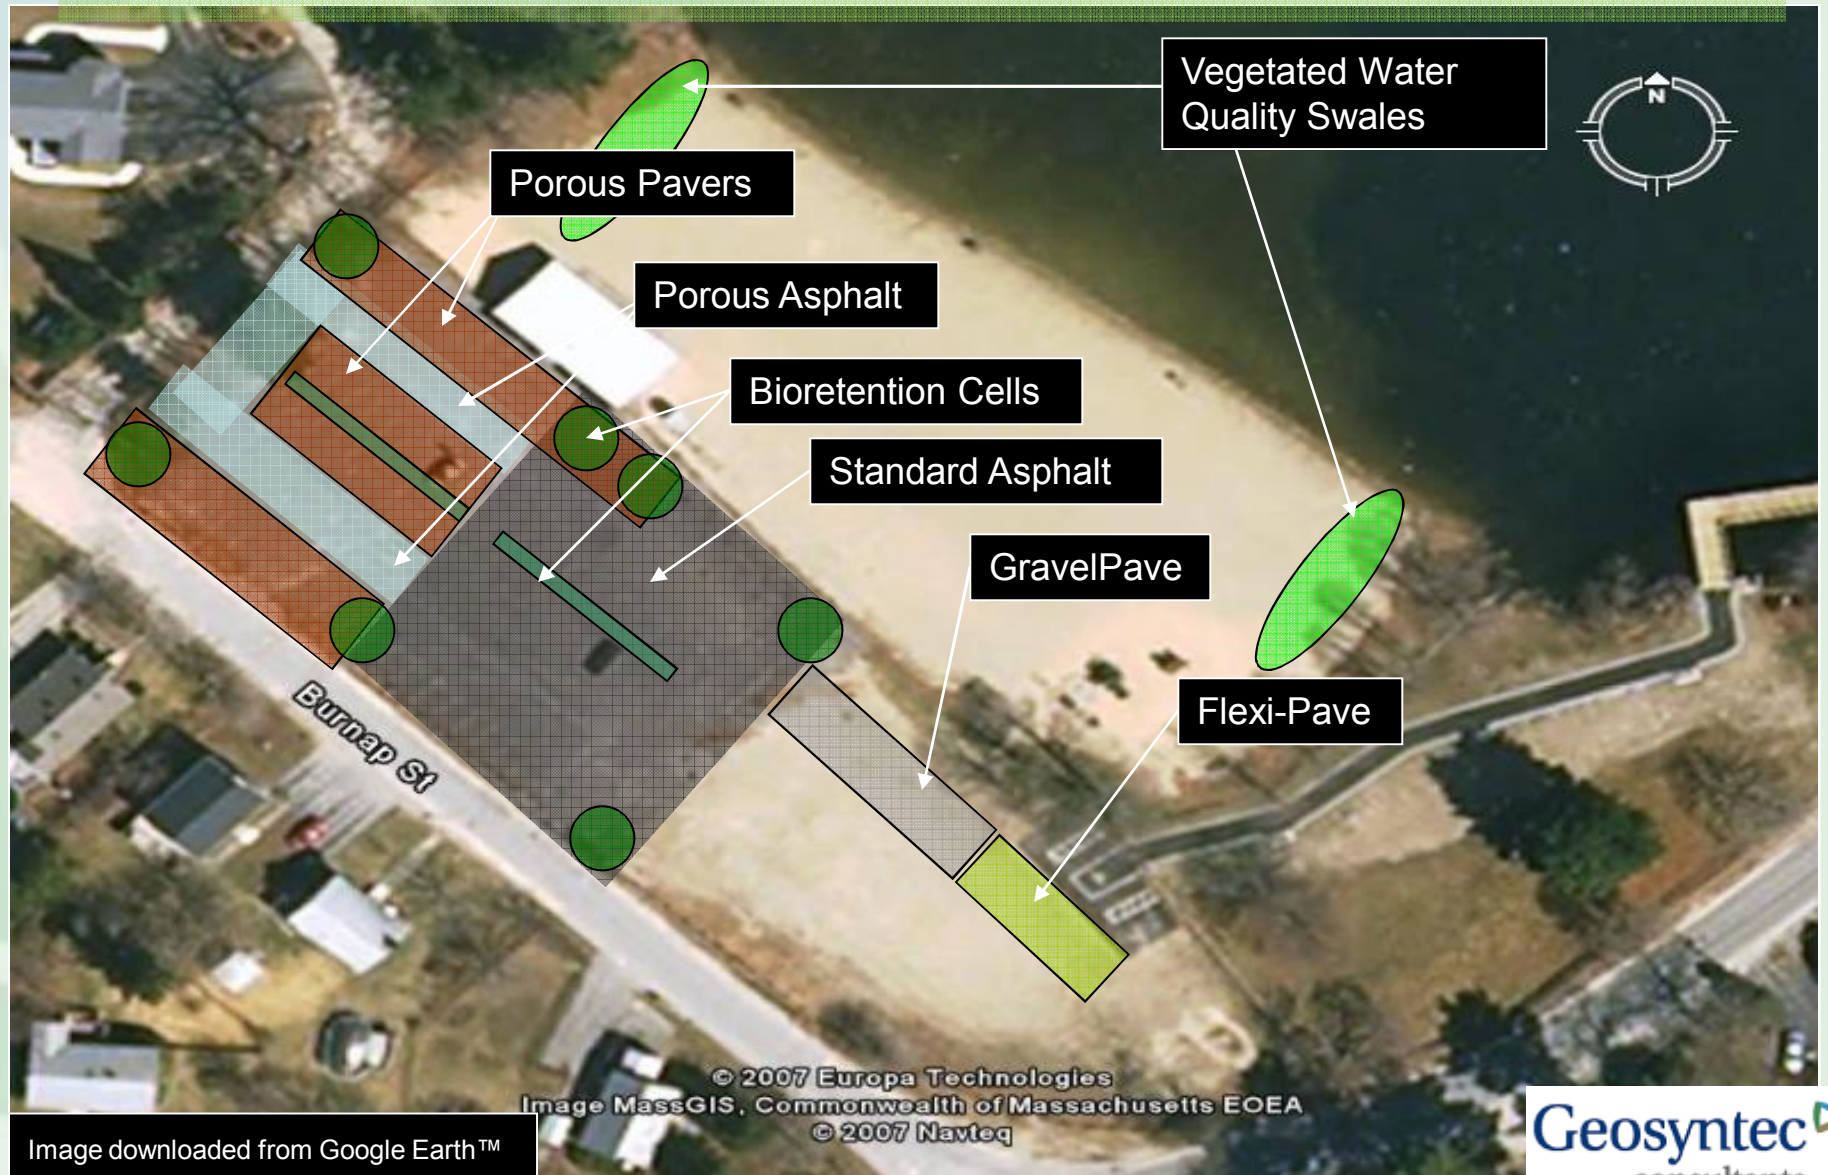 Vegetated Water
Quality Swales
N
Porous Pavers
Porous Asphalt
Bioretention Cells
Standard Asphalt
GravelPave
Flexi-Pave
Burnap St
© 2007 Europa Technologies
Image MassGIS, Commonwealth of Massachusetts EOEA
© 2007 Navteq
Image downloaded from Google Earth™
Geosyntec
consultants